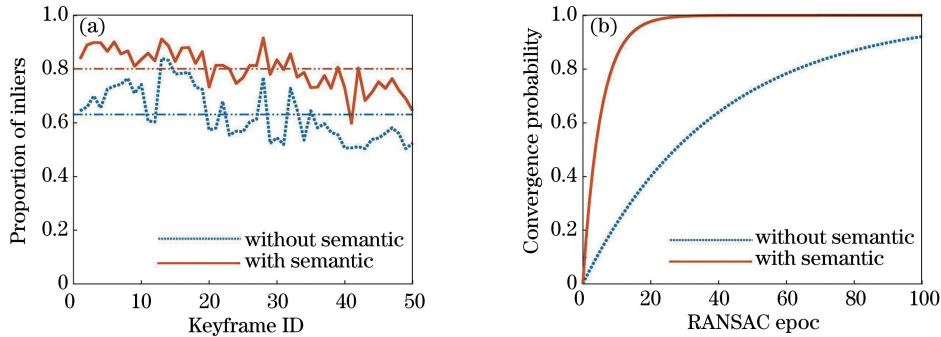 (a)
1.0
0.8
0.6
0.4
0.2
0
Proportion of inliers
without semantic
with semantic
0 10 20 30 40 50
Keyframe ID
(b)
1.0
0.8
0.6
0.4
0.2
0
Convergence probability
without semantic
with semantic
0 20 40 60 80 100
RANSAC epoc